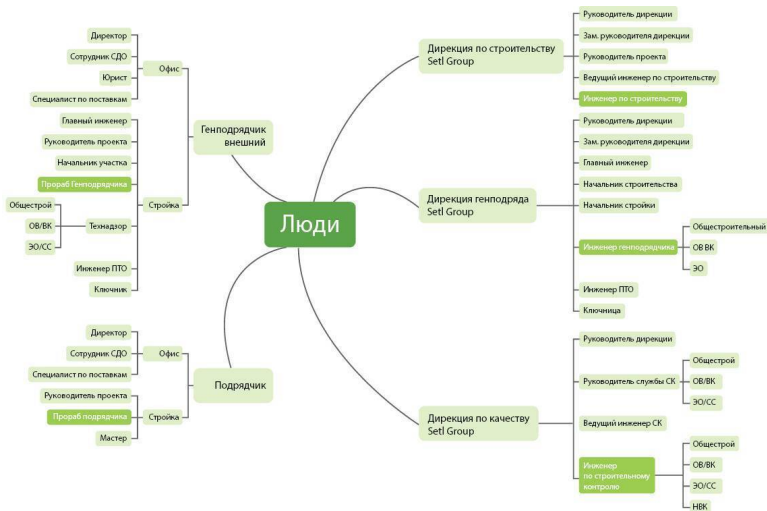 Люди
Генподрядчик
внешний
Офис
Директор
Сотрудник СДО
Юрист
Специалист по поставкам
Стройка
Главный инженер
Руководитель проекта
Начальник участка
Прораб Генподрядчика
Технадзор
Общестрой
ОВ/ВК
ЭО/СС
Инженер ПТО
Ключник
Подрядчик
Офис
Директор
Сотрудник СДО
Специалист по поставкам
Стройка
Руководитель проекта
Прораб подрядчика
Мастер
Дирекция по строительству
Setl Group
Руководитель дирекции
Зам. руководителя дирекции
Руководитель проекта
Ведущий инженер по строительству
Инженер по строительству
Дирекция генподряда
Setl Group
Руководитель дирекции
Зам. руководителя дирекции
Главный инженер
Начальник строительства
Начальник стройки
Инженер генподрядчика
Общестроительный
ОВ ВК
ЭО
Инженер ПТО
Ключница
Дирекция по качеству
Setl Group
Руководитель дирекции
Руководитель службы СК
Общестрой
ОВ/ВК
ЭО/СС
Ведущий инженер СК
Инженер
по строительному
контролю
Общестрой
ОВ/ВК
ЭО/СС
НВК